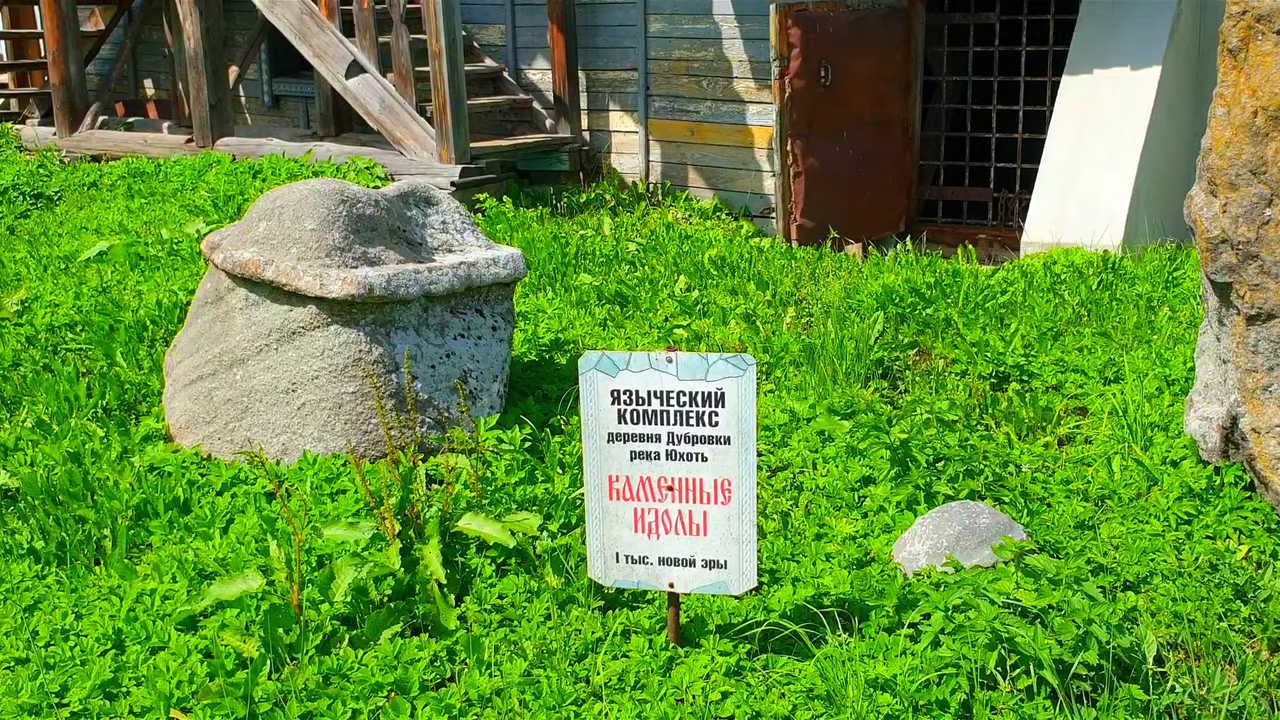 ЯЗЫЧЕСКИЙ
КОМПЛЕКС
деревня Дубровки
река Юхоть
КАМЕННЫЕ
ИДОЛЫ
I тыс. новой эры